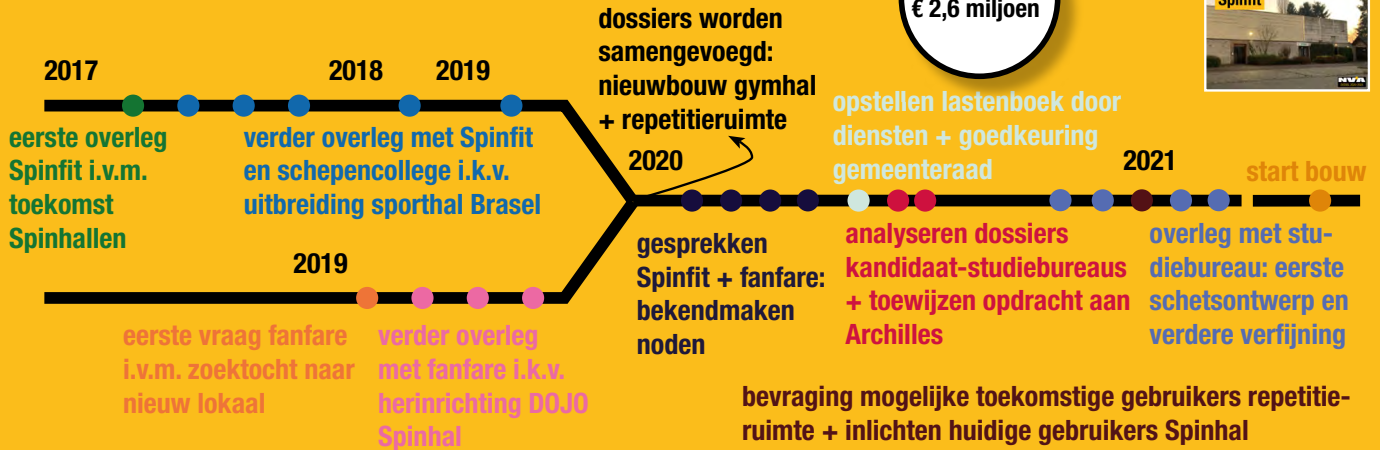 Spinfit
€ 2,6 miljoen
N-VA
dossiers worden
samengevoegd:
nieuwbouw gymhal
+ repetitieruimte
2017
2018
2019
eerste overleg
Spinfit i.v.m.
toekomst
Spinhallen
verder overleg met Spinfit
en schepencollege i.k.v.
uitbreiding sporthal Brasel
2019
eerste vraag fanfare
i.v.m. zoektocht naar
nieuw lokaal
verder overleg
met fanfare i.k.v.
herinrichting DOJO
Spinhal
2020
gesprekken
Spinfit + fanfare:
bekendmaken
noden
opstellen lastenboek door
diensten + goedkeuring
gemeenteraad
analyseren dossiers
kandidaat-studiebureaus
+ toewijzen opdracht aan
Archilles
2021
overleg met stu-
diebureau: eerste
schetsontwerp en
verdere verfijning
start bouw
bevraging mogelijke toekomstige gebruikers repetitie-
ruimte + inlichten huidige gebruikers Spinhal